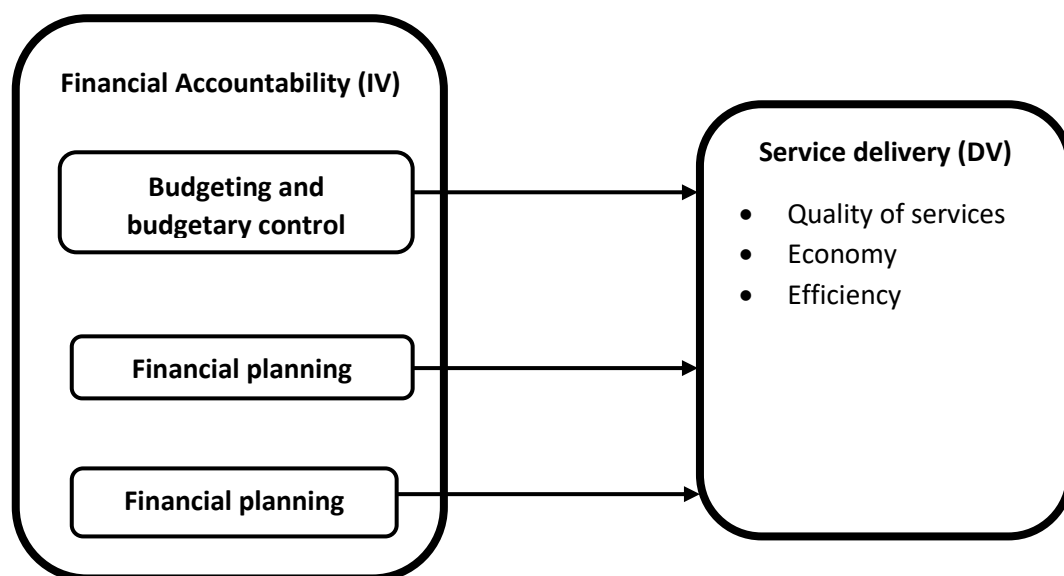 Financial Accountability (IV)
Budgeting and
budgetary control
Financial planning
Financial planning
Service delivery (DV)
• Quality of services
• Economy
• Efficiency